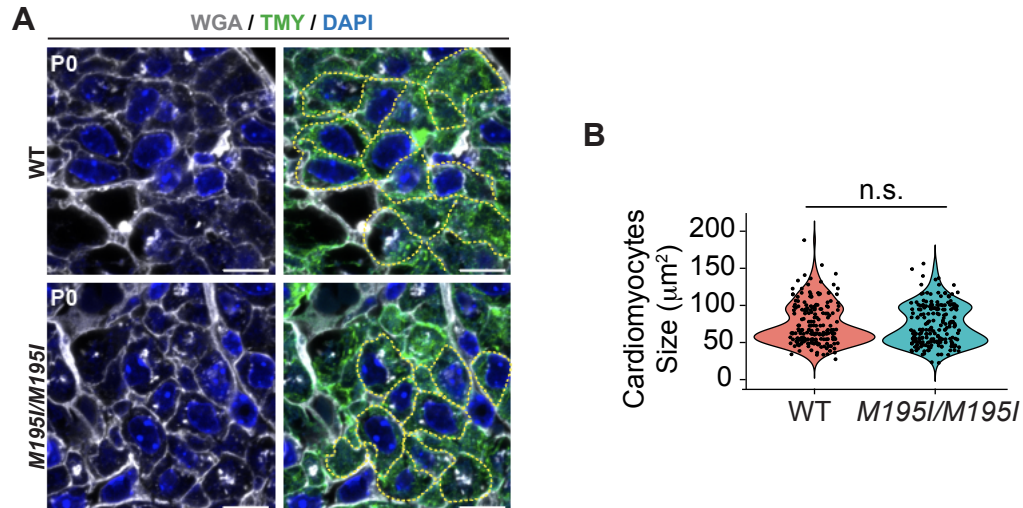 A
WGA / TMY / DAPI
P0
WT
P0
M195I/M195I
B
n.s.
Cardiomyocytes
Size (μm²)
200
150
100
50
0
WT
M195I/M195I